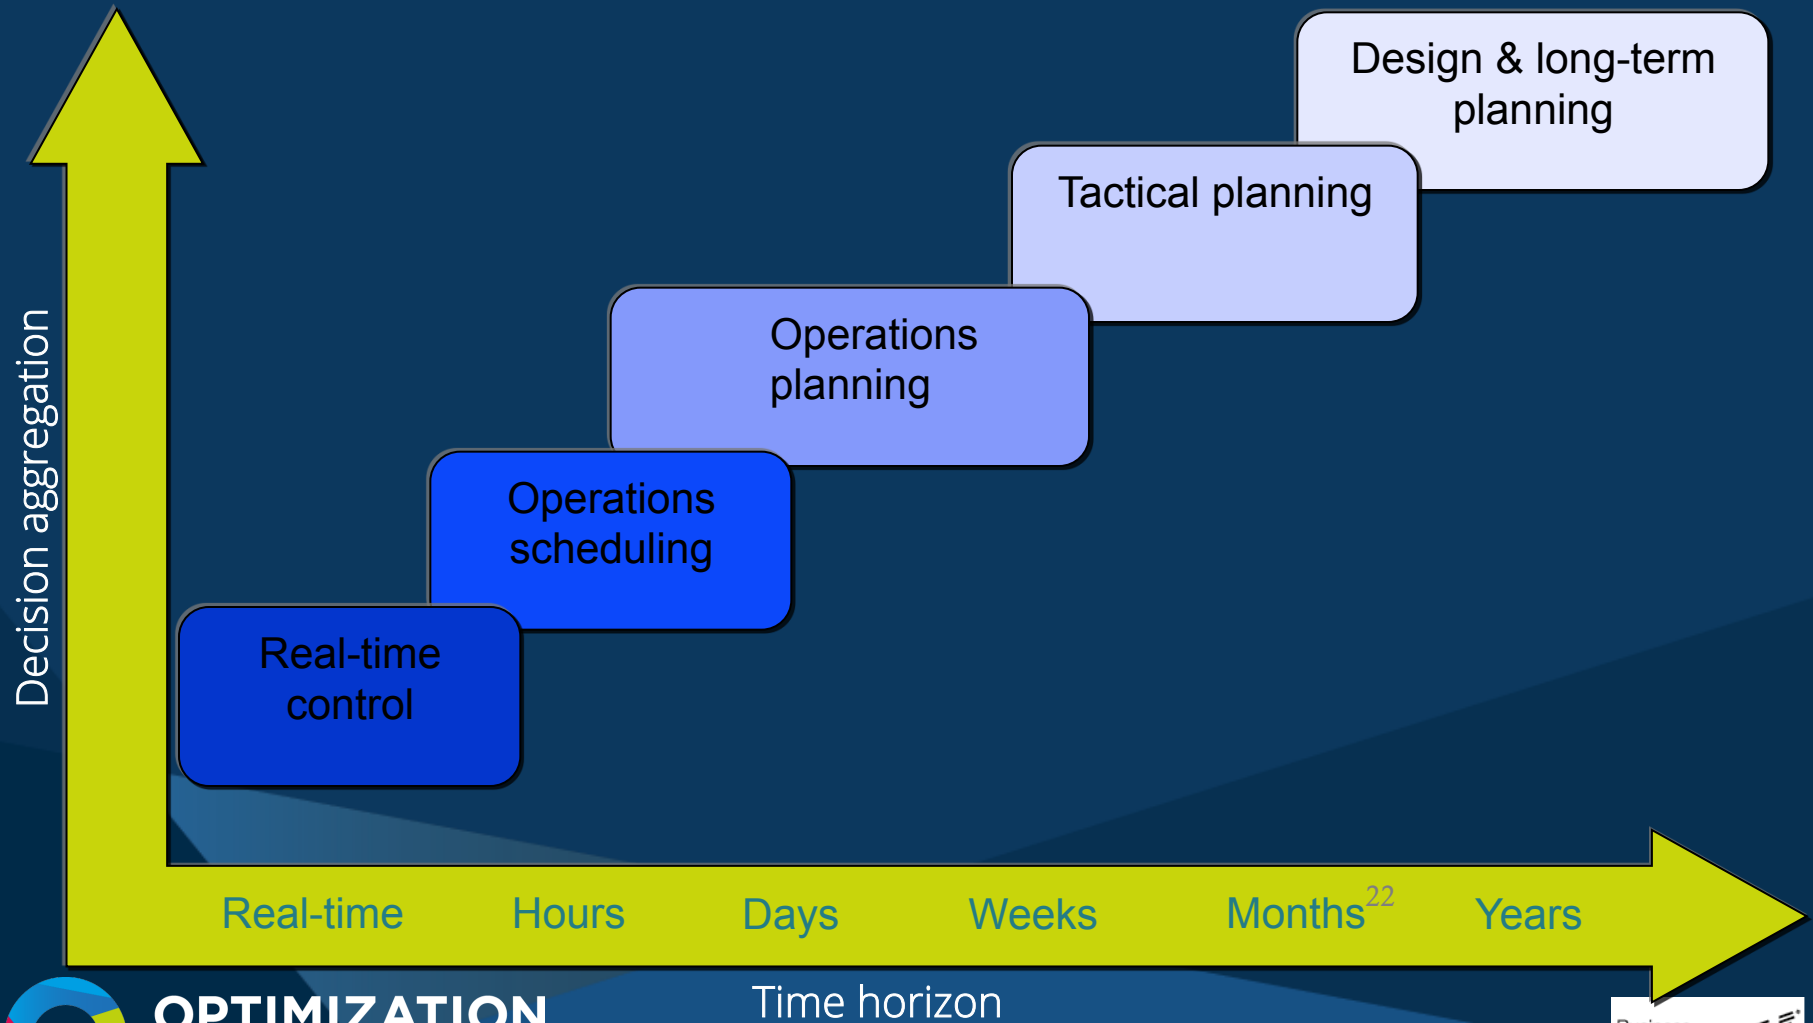 Design & long-term
planning
Tactical planning
Operations
planning
Operations
scheduling
Real-time
control
Decision aggregation
Real-time Hours Days Weeks Months 22 Years
Time horizon
OPTIMIZATION